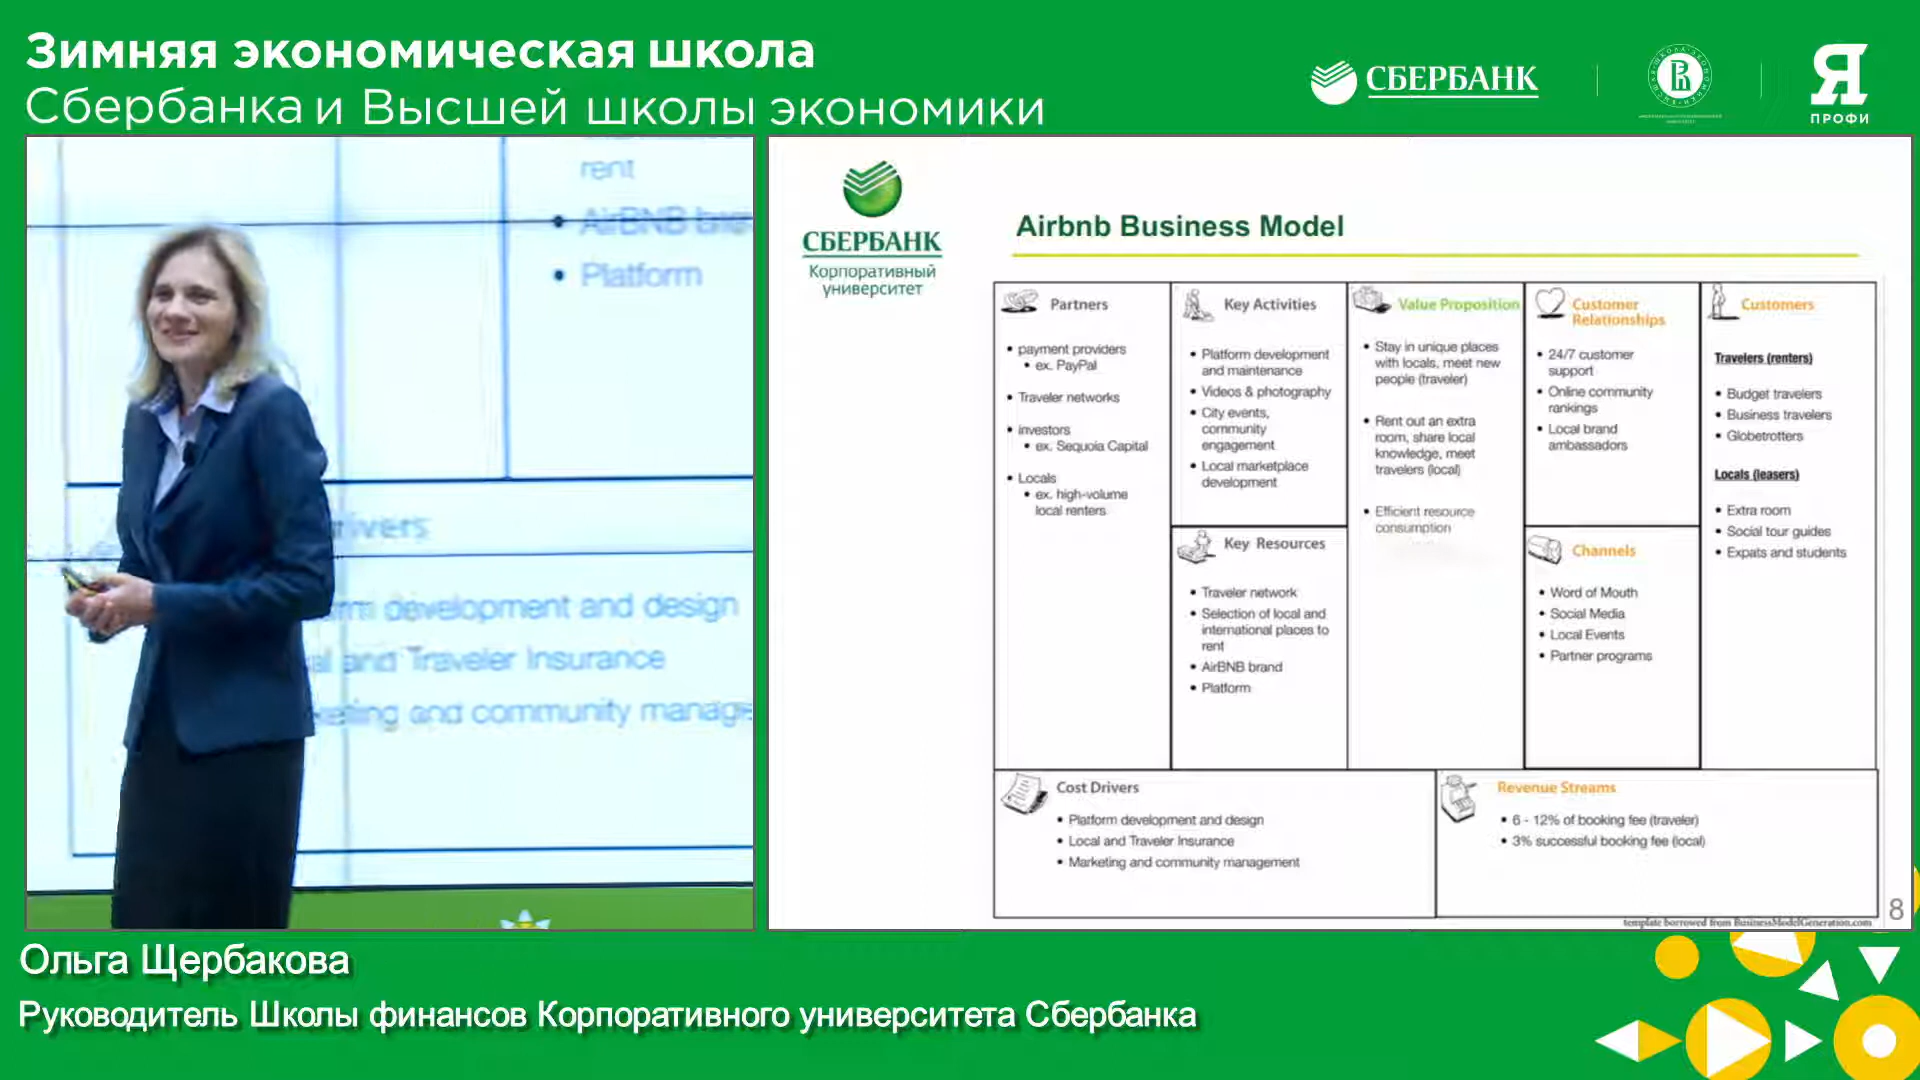 Зимняя экономическая школа
Сбербанка и Высшей школы экономики
СБЕРБАНК
Я
ПРОФИ
rent
• AirBNB
• Platform
development and design
and Traveler Insurance
and community
СБЕРБАНК
Корпоративный
университет
Airbnb Business Model
Partners
• payment providers
• ex. PayPal
• Traveler networks
• investors
• ex. Sequoia Capital
• Locals
• ex. high-volume
local renters
Key Activities
• Platform development
and maintenance
• Videos & photography
• City events,
community
engagement
• Local marketplace
development
Key Resources
• Traveler network
• Selection of local and
international places to
rent
• AirBNB brand
• Platform
Value Proposition
• Stay in unique places
with locals, meet new
people (traveler)
• Rent out an extra
room, share local
knowledge, meet
travelers (local)
• Efficient resource
consumption
Customer
Relationships
• 24/7 customer
support
• Online community
rankings
• Local brand
ambassadors
Channels
• Word of Mouth
• Social Media
• Local Events
• Partner programs
Customers
Travelers (renters)
• Budget travelers
• Business travelers
• Globetrotters
Locals (leasers)
• Extra room
• Social tour guides
• Expats and students
Cost Drivers
• Platform development and design
• Local and Traveler Insurance
• Marketing and community management
Revenue Streams
• 6 - 12% of booking fee (traveler)
• 3% successful booking fee (local)
template borrowed from BusinessModelGeneration.com
8
Ольга Щербакова
Руководитель Школы финансов Корпоративного университета Сбербанка